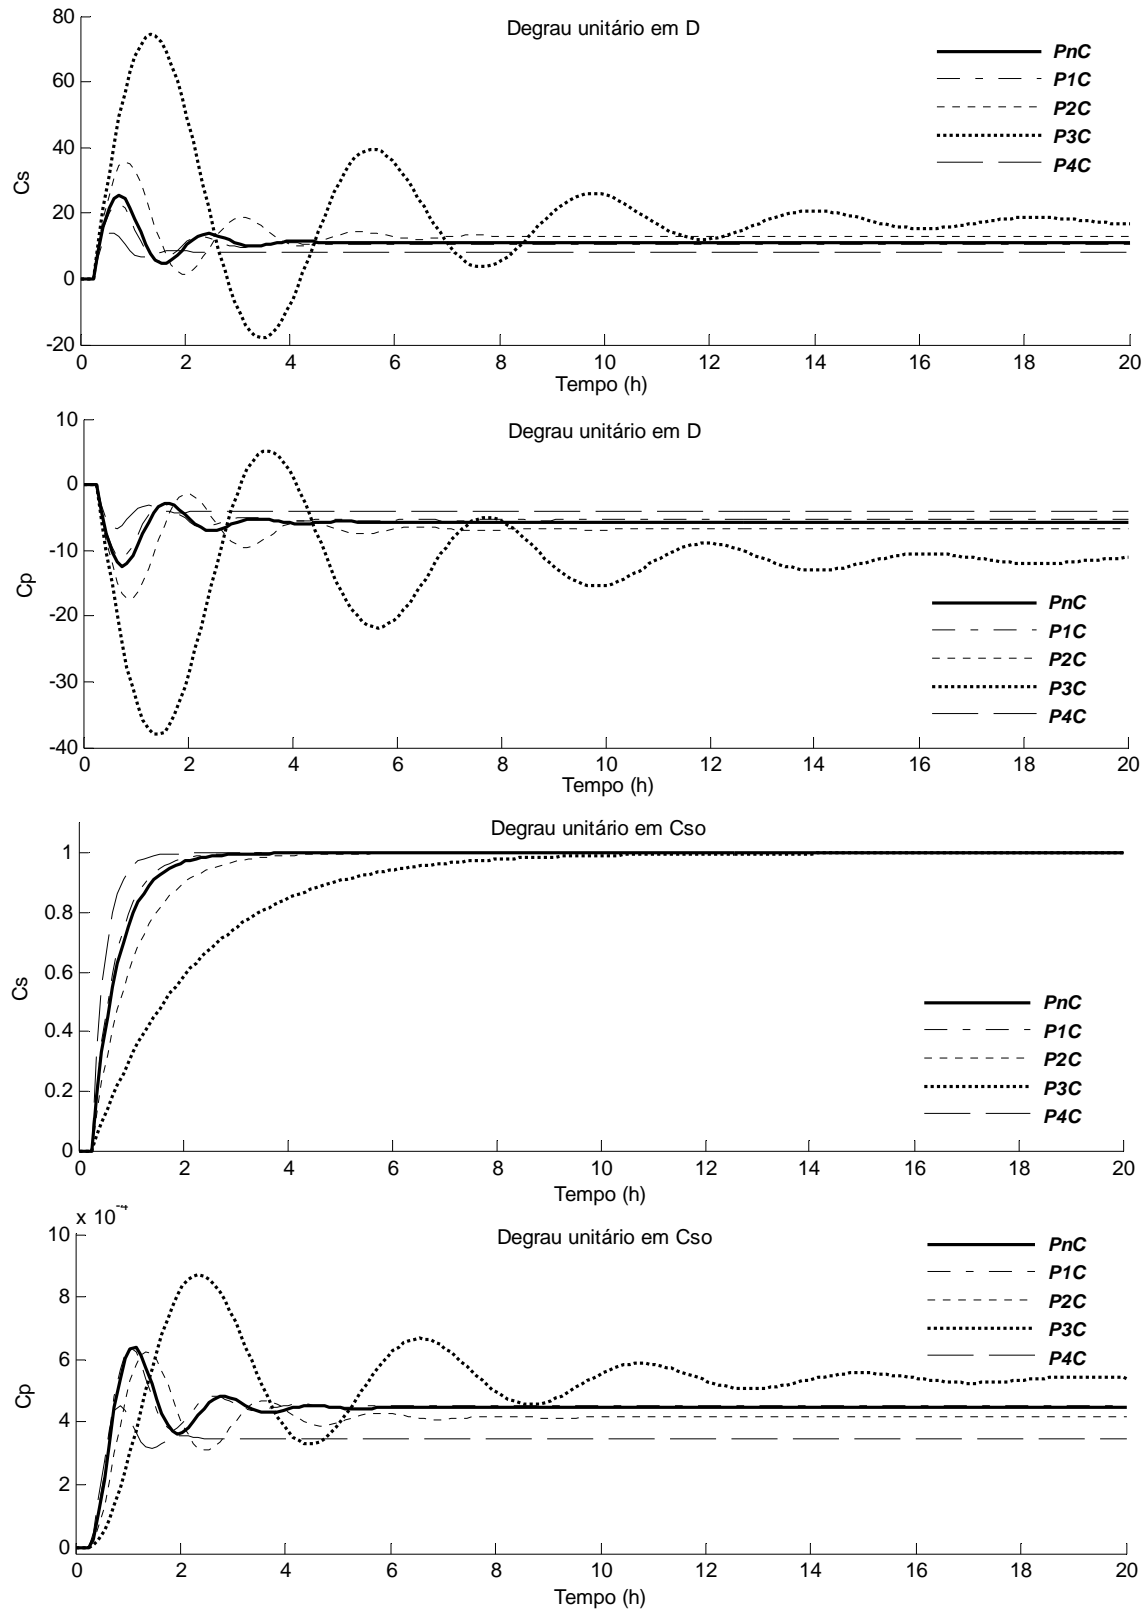 Degrau unitário em D
80
60
40
20
0
-20
Cs
PnC
P1C
P2C
P3C
P4C
0 2 4 6 8 10 12 14 16 18 20
Tempo (h)
Degrau unitário em D
10
0
-10
-20
-30
-40
Cp
PnC
P1C
P2C
P3C
P4C
0 2 4 6 8 10 12 14 16 18 20
Tempo (h)
Degrau unitário em Cso
1
0.8
0.6
0.4
0.2
0
Cs
PnC
P1C
P2C
P3C
P4C
0 2 4 6 8 10 12 14 16 18 20
Tempo (h)
x 10
Degrau unitário em Cso
10
8
6
4
2
0
Cp
PnC
P1C
P2C
P3C
P4C
0 2 4 6 8 10 12 14 16 18 20
Tempo (h)